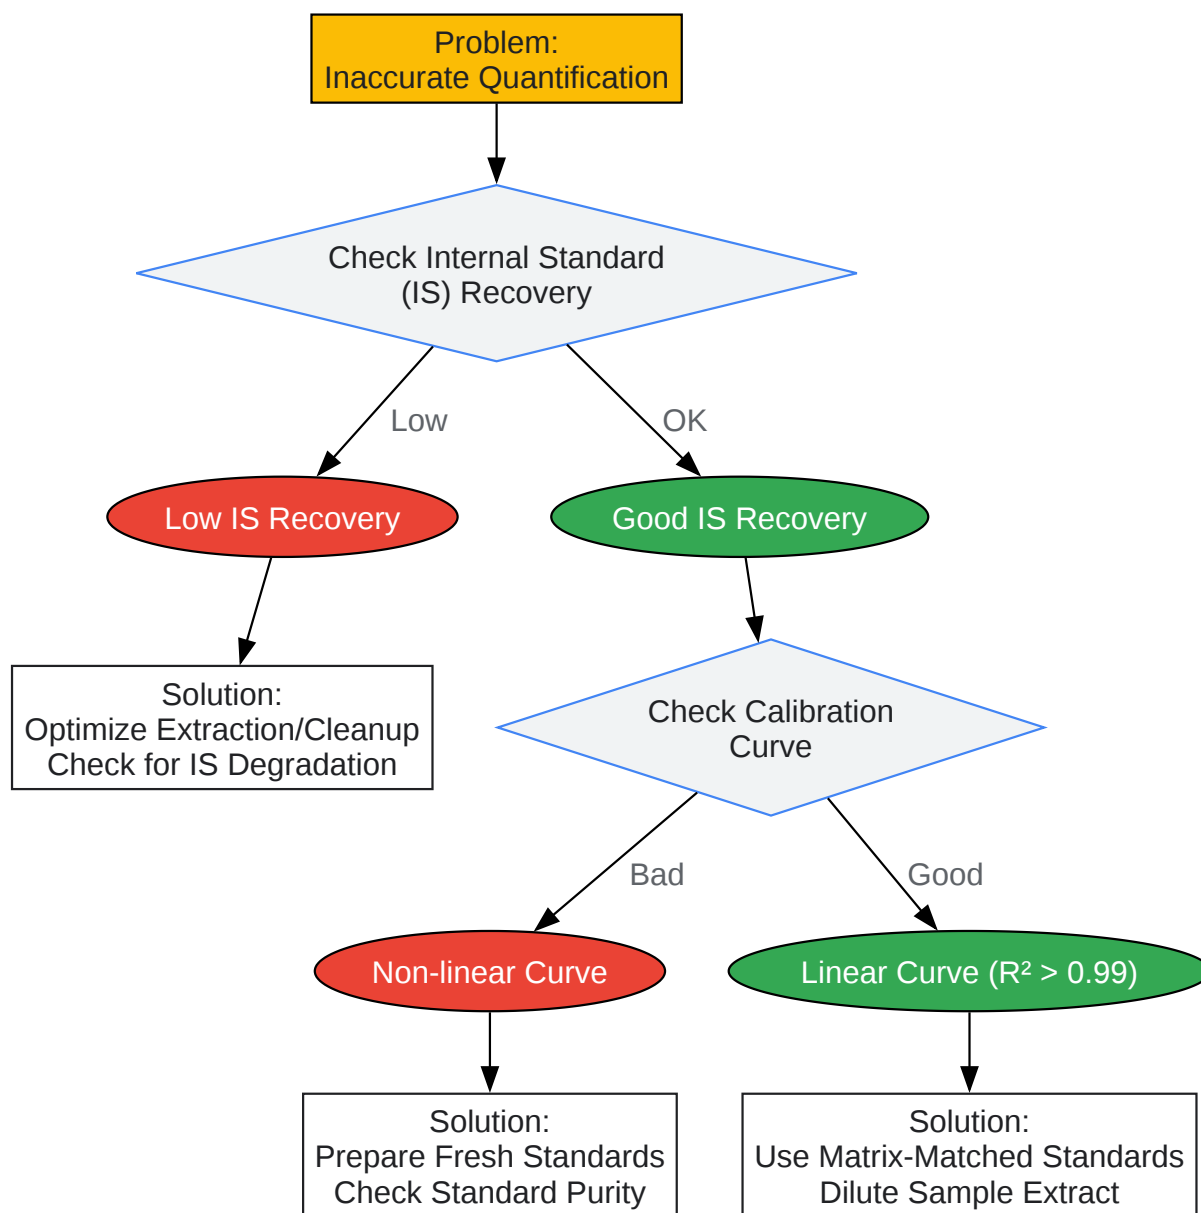 Problem:
Inaccurate Quantification
Check Internal Standard
(IS) Recovery
Low
OK
Low IS Recovery
Good IS Recovery
Solution:
Optimize Extraction/Cleanup
Check for IS Degradation
Check Calibration
Curve
Bad
Good
Non-linear Curve
Linear Curve (R² > 0.99)
Solution:
Prepare Fresh Standards
Check Standard Purity
Solution:
Use Matrix-Matched Standards
Dilute Sample Extract